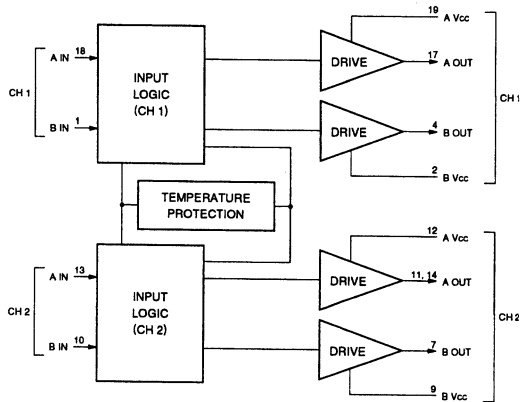 19
A Vcc
A IN 18
INPUT
LOGIC
(CH 1)
DRIVE
17
A OUT
CH 1
CH 1
B IN 1
DRIVE
4
B OUT
2
B Vcc
TEMPERATURE
PROTECTION
12
A Vcc
A IN 13
INPUT
LOGIC
(CH 2)
DRIVE
11, 14
A OUT
CH 2
CH 2
B IN 10
DRIVE
7
B OUT
9
B Vcc